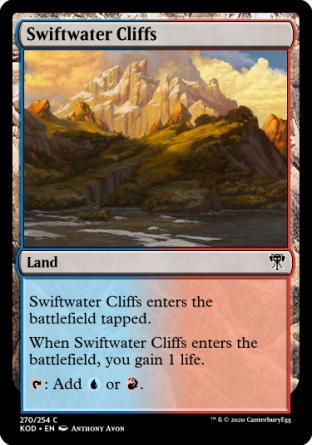 Swiftwater Cliffs
Land
Swiftwater Cliffs enters the
battlefield tapped.
When Swiftwater Cliffs enters the
battlefield, you gain 1 life.
: Add or .
270/254 C
KOD • EN Anthony Avon
™ & © 2020 CanterburyEgg